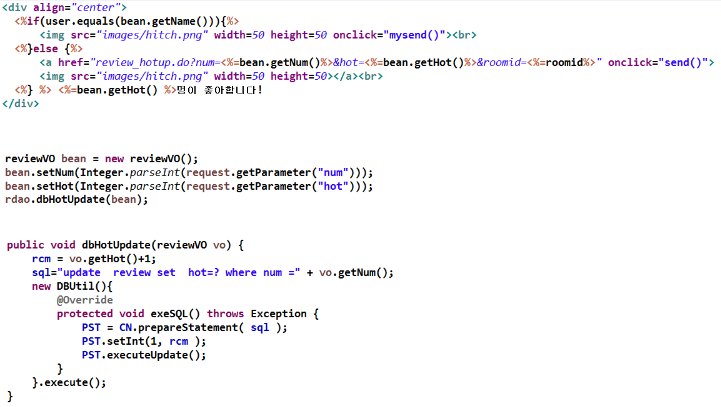 <div align="center">
<%if(user.equals(bean.getName())){%>
<img src="images/hitch.png" width=50 height=50 onclick="mysend()"><br>
<%}else {%>
<a href="review_hotup.do?num=<%=bean.getNum()%>&hot=<%=bean.getHot()%>&roomid=<%=roomid%>" onclick="send()">
<img src="images/hitch.png" width=50 height=50></a><br>
<%} %> <%=bean.getHot() %>명이 좋아합니다!
</div>
reviewVO bean = new reviewVO();
bean.setNum(Integer.parseInt(request.getParameter("num")));
bean.setHot(Integer.parseInt(request.getParameter("hot")));
rdao.dbHotUpdate(bean);
public void dbHotUpdate(reviewVO vo) {
rcm = vo.getHot()+1;
sql="update  review set  hot=? where num =" + vo.getNum();
new DBUtil(){
@Override
protected void exeSQL() throws Exception {
PST = CN.prepareStatement( sql );
PST.setInt(1, rcm );
PST.executeUpdate();
}
}.execute();
}